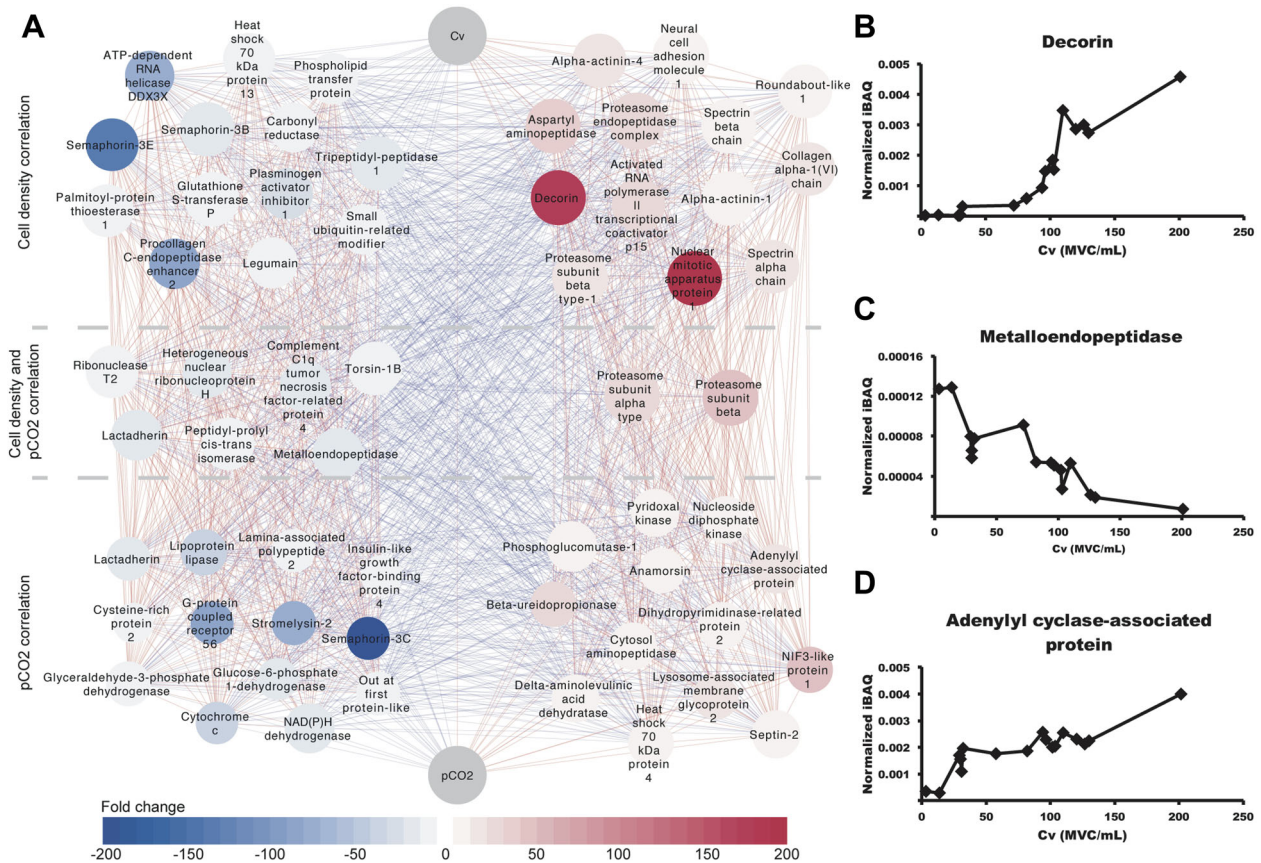 A
Cell density correlation
Cell density and
pCO2 correlation
pCO2 correlation
Cv
ATP-dependent
RNA
helicase
DDX3X
Heat
shock
70
kDa
protein
13
Phospholipid
transfer
protein
Semaphorin-3E
Semaphorin-3B
Carbonyl
reductase
Tripeptidyl-peptidase
1
Palmitoyl-protein
thioesterase
1
Glutathione
S-transferase
P
Plasminogen
activator
inhibitor
1
Small
ubiquitin-related
modifier
Procollagen
C-endopeptidase
enhancer
2
Legumain
Alpha-actinin-4
Neural
cell
adhesion
molecule
1
Roundabout-like
1
Aspartyl
aminopeptidase
Proteasome
endopeptidase
complex
Spectrin
beta
chain
Collagen
alpha-1(VI)
chain
Decorin
Activated
RNA
polymerase
II
transcriptional
coactivator
p15
Alpha-actinin-1
Proteasome
subunit
beta
type-1
Nuclear
mitotic
apparatus
protein
1
Spectrin
alpha
chain
Ribonuclease
T2
Heterogeneous
nuclear
ribonucleoprotein
H
Complement
C1q
tumor
necrosis
factor-related
protein
4
Torsin-1B
Lactadherin
Peptidyl-prolyl
cis-trans
isomerase
Metalloendopeptidase
Proteasome
subunit
alpha
type
Proteasome
subunit
beta
Lactadherin
Lipoprotein
lipase
Lamina-associated
polypeptide
2
Insulin-like
growth
factor-binding
protein
4
Cysteine-rich
protein
2
G-protein
coupled
receptor
56
Stromelysin-2
Semaphorin-3C
Glyceraldehyde-3-phosphate
dehydrogenase
Glucose-6-phosphate
1-dehydrogenase
Out at
first
protein-like
Cytochrome
c
NAD(P)H
dehydrogenase
Pyridoxal
kinase
Nucleoside
diphosphate
kinase
Phosphoglucomutase-1
Anamorsin
Adenylyl
cyclase-associated
protein
Beta-ureidopropionase
Cytosol
aminopeptidase
Dihydropyrimidinase-related
protein
2
NIF3-like
protein
1
Delta-aminolevulinic
acid
dehydratase
Lysosome-associated
membrane
glycoprotein
2
Heat
shock
70
kDa
protein
4
Septin-2
pCO2
Fold change
-200 -150 -100 -50 0 50 100 150 200
B
Decorin
Normalized iBAQ
0.005
0.004
0.003
0.002
0.001
0 50 100 150 200 250
Cv (MVC/mL)
C
Metalloendopeptidase
Normalized iBAQ
0.00016
0.00012
0.00008
0.00004
0 50 100 150 200 250
Cv (MVC/mL)
D
Adenylyl cyclase-associated
protein
Normalized iBAQ
0.005
0.004
0.003
0.002
0.001
0 50 100 150 200 250
Cv (MVC/mL)